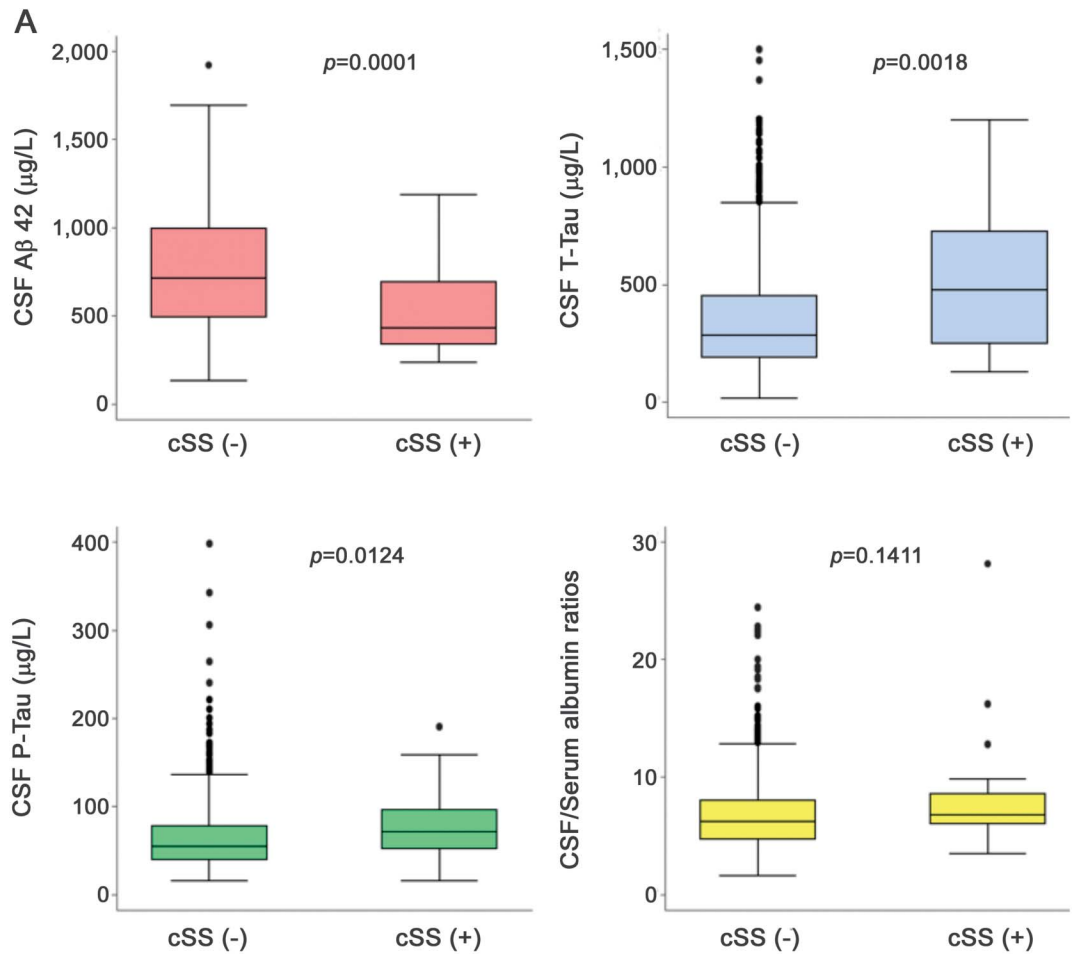 A
p=0.0001
CSF Aβ 42 (μg/L)
2,000
1,500
1,000
500
0
cSS (-)
cSS (+)
p=0.0018
CSF T-Tau (μg/L)
1,500
1,000
500
0
cSS (-)
cSS (+)
p=0.0124
CSF P-Tau (μg/L)
400
300
200
100
0
cSS (-)
cSS (+)
p=0.1411
CSF/Serum albumin ratios
30
20
10
0
cSS (-)
cSS (+)